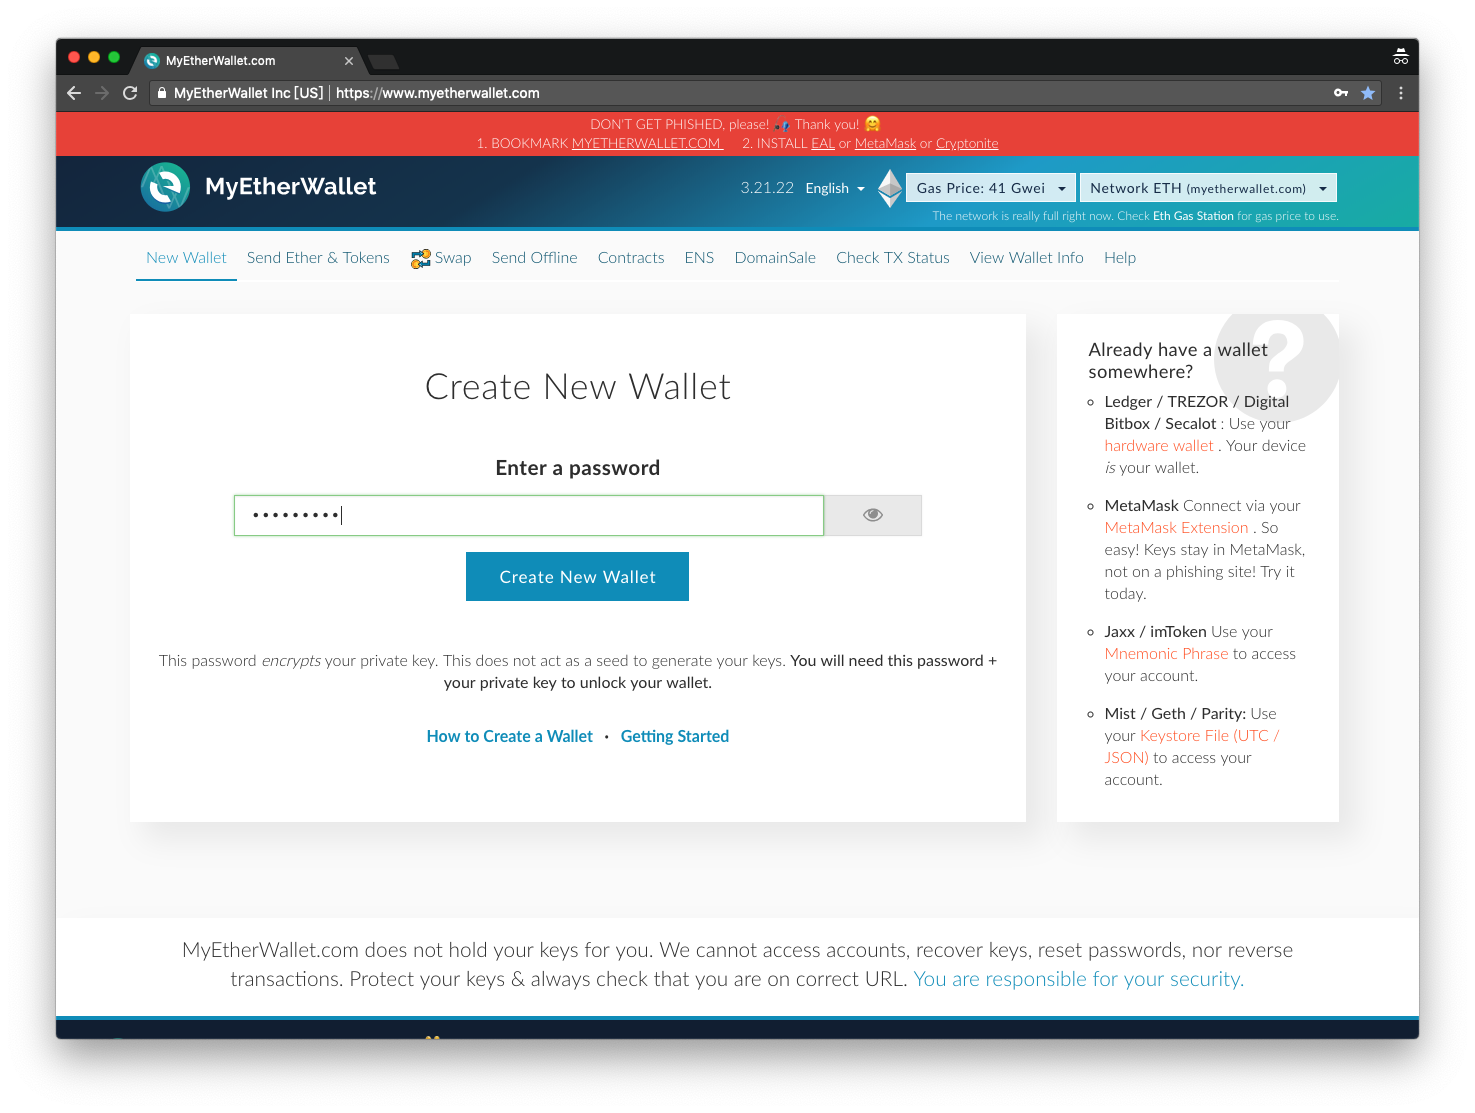 MyEtherWallet.com
MyEtherWallet Inc [US] | https://www.myetherwallet.com
DON'T GET PHISHED, please! 🎣 Thank you! 🤗
1. BOOKMARK MYETHERWALLET.COM 2. INSTALL EAL or MetaMask or Cryptonite
MyEtherWallet
3.21.22 English Gas Price: 41 Gwei Network ETH (myetherwallet.com)
The network is really full right now. Check Eth Gas Station for gas price to use.
New Wallet Send Ether & Tokens Swap Send Offline Contracts ENS DomainSale Check TX Status View Wallet Info Help
Create New Wallet
Enter a password
•••••••••
Create New Wallet
This password encrypts your private key. This does not act as a seed to generate your keys. You will need this password +
your private key to unlock your wallet.
How to Create a Wallet · Getting Started
Already have a wallet
somewhere?
Ledger / TREZOR / Digital
Bitbox / Secalot : Use your
hardware wallet . Your device
is your wallet.
MetaMask Connect via your
MetaMask Extension . So
easy! Keys stay in MetaMask,
not on a phishing site! Try it
today.
Jaxx / imToken Use your
Mnemonic Phrase to access
your account.
Mist / Geth / Parity: Use
your Keystore File (UTC /
JSON) to access your
account.
MyEtherWallet.com does not hold your keys for you. We cannot access accounts, recover keys, reset passwords, nor reverse
transactions. Protect your keys & always check that you are on correct URL. You are responsible for your security.